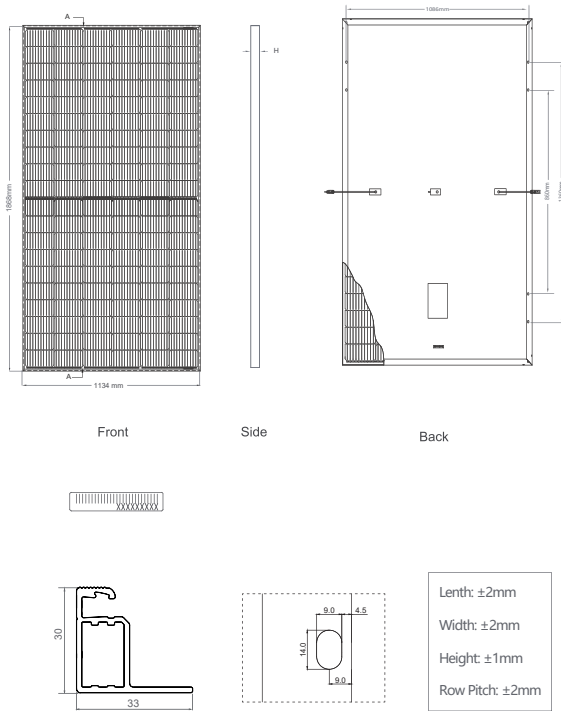 A
1086mm
H
1868mm
860mm
A
1134 mm
Front
Side
Back
XXXXXXXXX
30
33
9.0
4.5
14.0
9.0
Lenth: ±2mm
Width: ±2mm
Height: ±1mm
Row Pitch: ±2mm